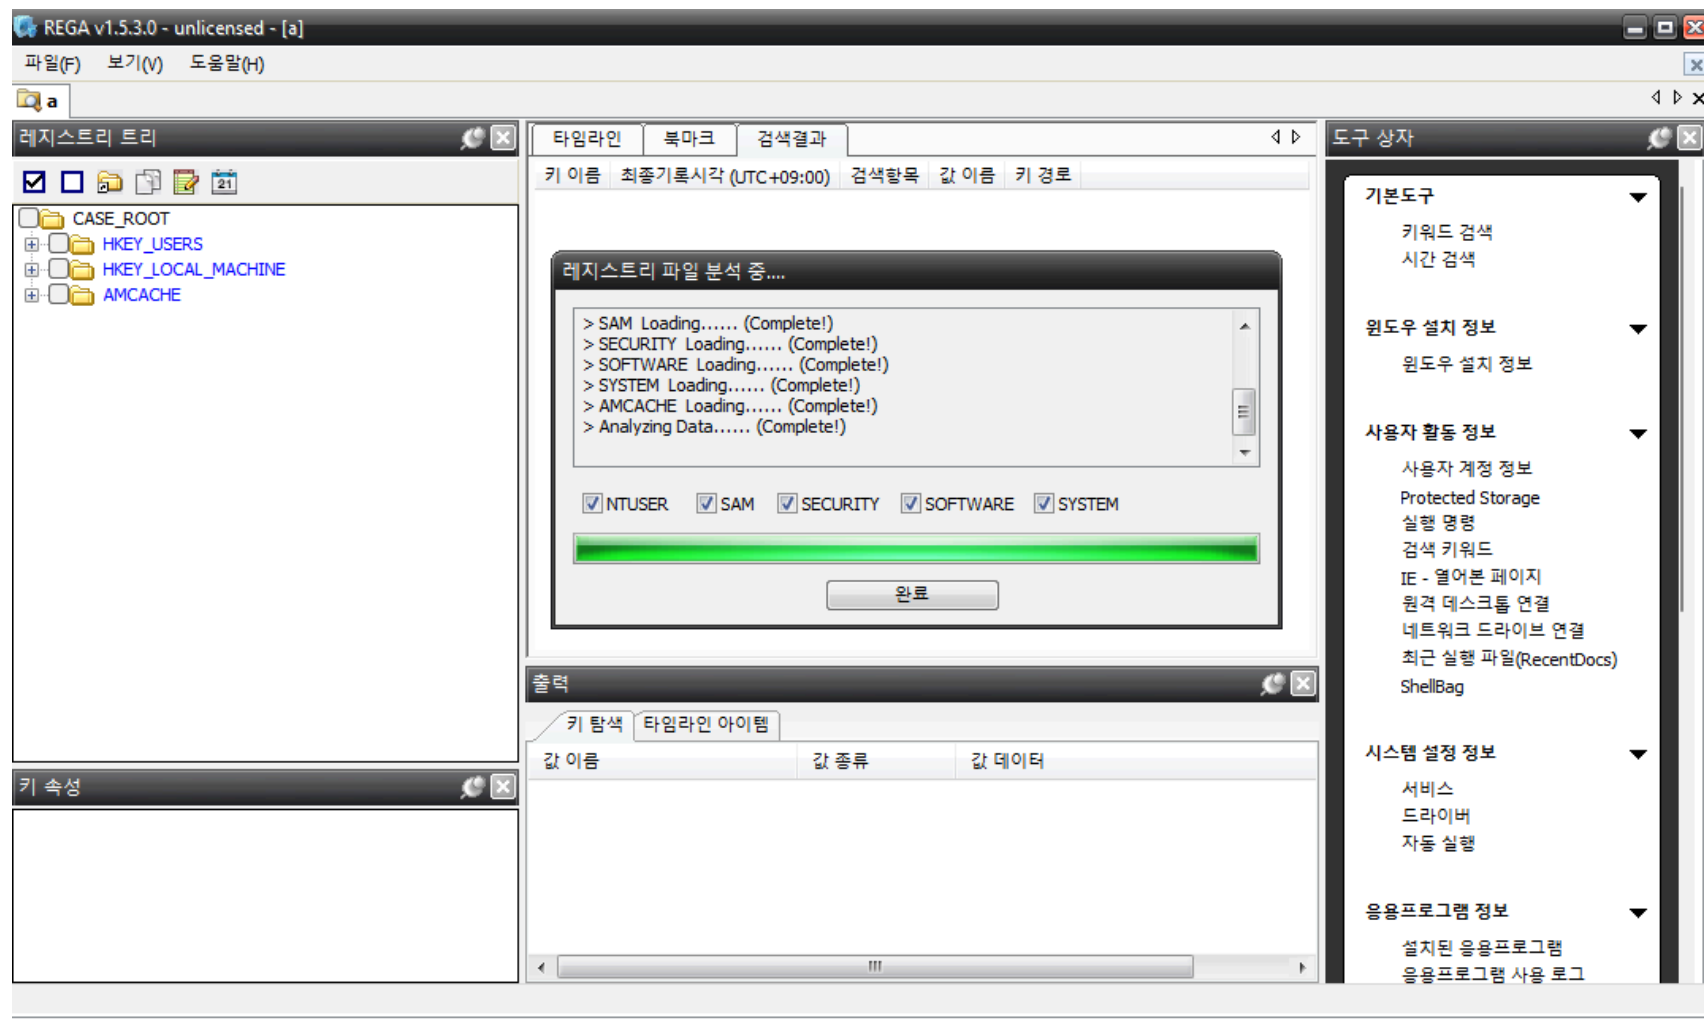 REGA v1.5.3.0 - unlicensed - [a]
파일(F) 보기(V) 도움말(H)
a
레지스트리 트리
21
CASE_ROOT
HKEY_USERS
HKEY_LOCAL_MACHINE
AMCACHE
키 속성
타임라인 북마크 검색결과
키 이름 최종기록시각 (UTC+09:00) 검색항목 값 이름 키 경로
레지스트리 파일 분석 중....
> SAM Loading...... (Complete!)
> SECURITY Loading...... (Complete!)
> SOFTWARE Loading...... (Complete!)
> SYSTEM Loading...... (Complete!)
> AMCACHE Loading...... (Complete!)
> Analyzing Data...... (Complete!)
NTUSER SAM SECURITY SOFTWARE SYSTEM
완료
출력
키 탐색 타임라인 아이템
값 이름 값 종류 값 데이터
도구 상자
기본도구
키워드 검색
시간 검색
윈도우 설치 정보
윈도우 설치 정보
사용자 활동 정보
사용자 계정 정보
Protected Storage
실행 명령
검색 키워드
IE - 열어본 페이지
원격 데스크톱 연결
네트워크 드라이브 연결
최근 실행 파일(RecentDocs)
ShellBag
시스템 설정 정보
서비스
드라이버
자동 실행
응용프로그램 정보
설치된 응용프로그램
응용프로그램 사용 로그